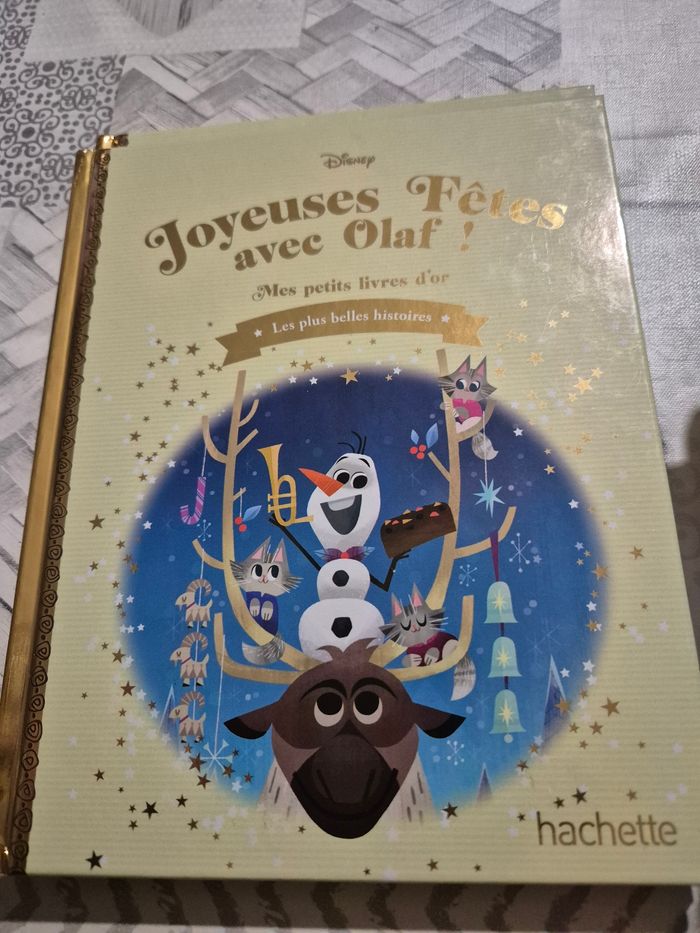 Disney
Joyeuses Fêtes
avec Olaf !
Mes petits livres d'or
Les plus belles histoires
hachette